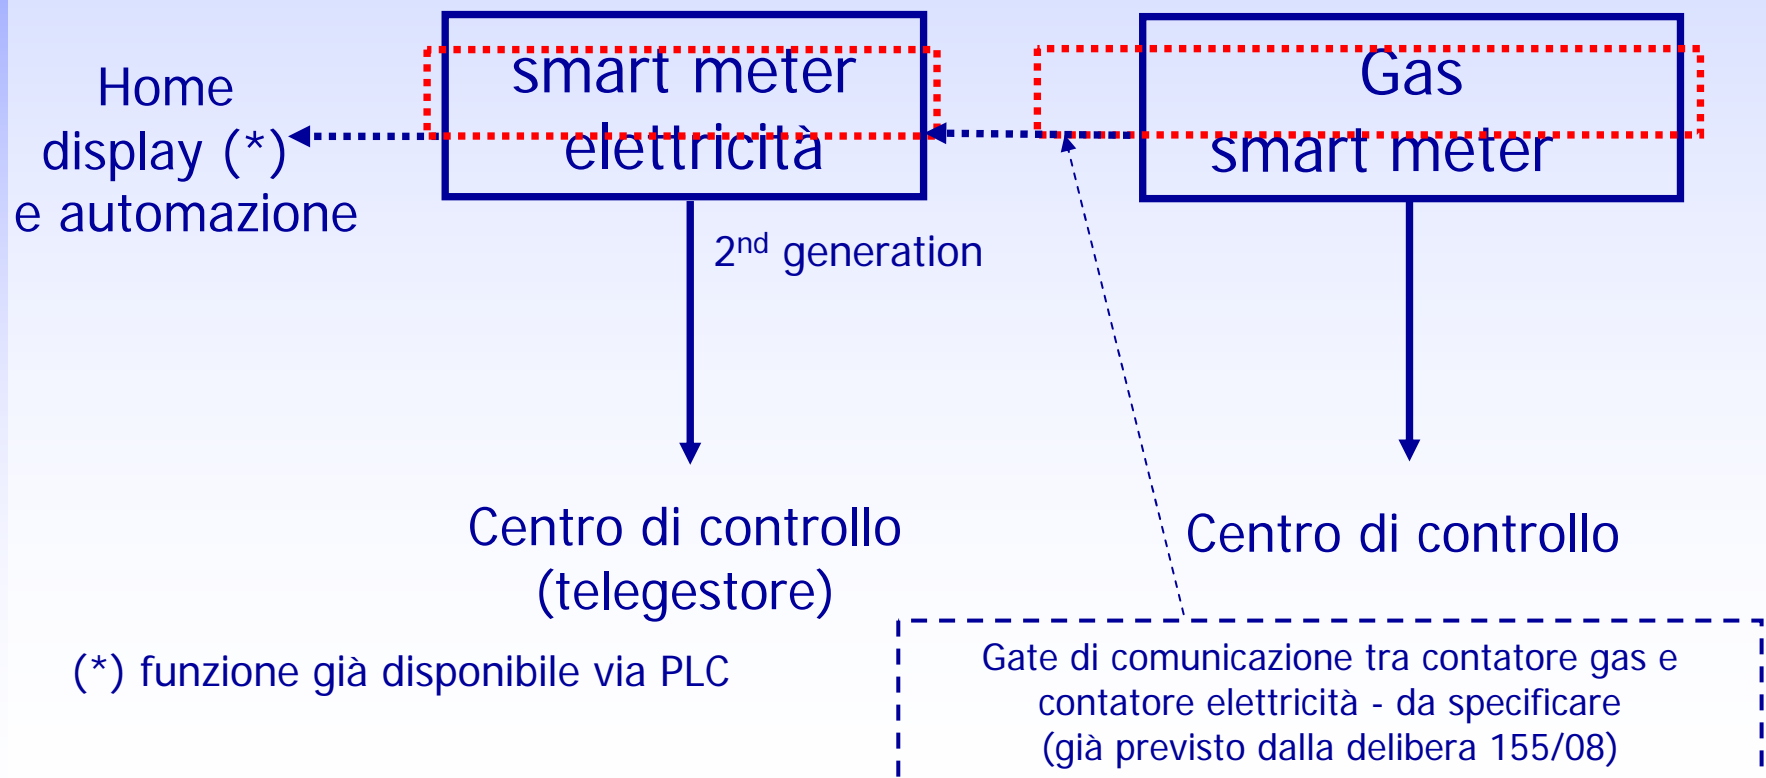 Home
display (*)
e automazione
smart meter
elettricità
Gas
smart meter
2nd generation
Centro di controllo
(telegestore)
Centro di controllo
(*) funzione già disponibile via PLC
Gate di comunicazione tra contatore gas e
contatore elettricità - da specificare
(già previsto dalla delibera 155/08)